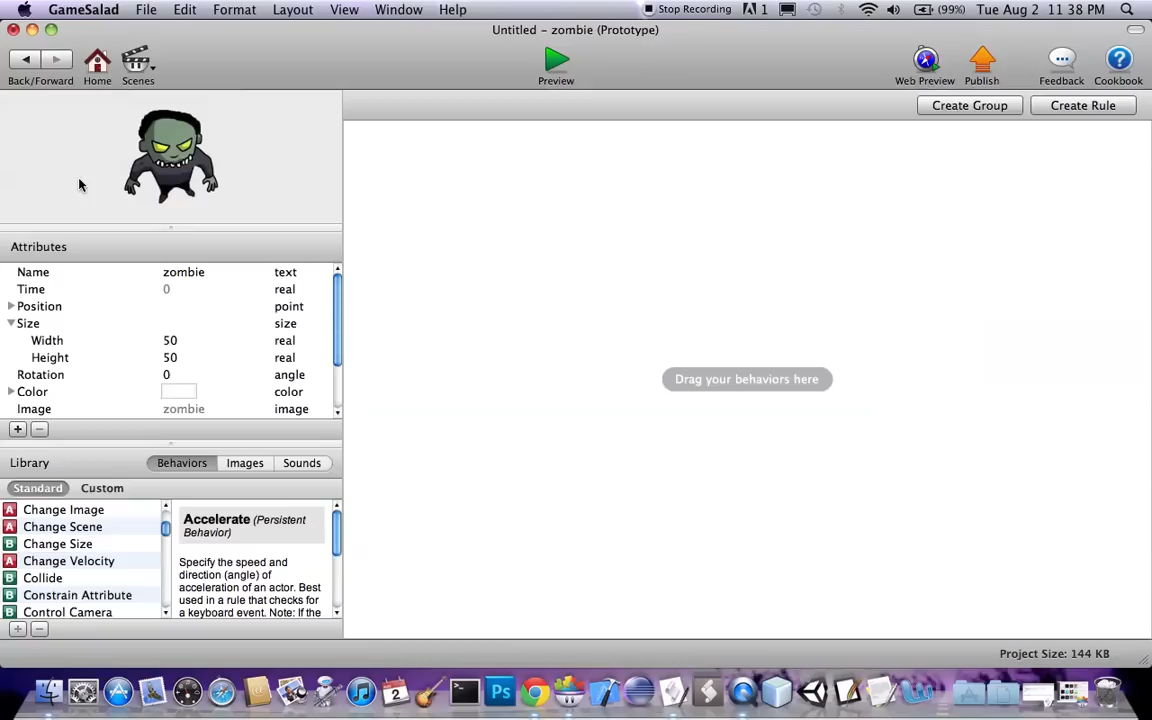 GameSalad File Edit Format Layout View Window Help Stop Recording 1 (99%) Tue Aug 2 11:38 PM
Untitled – zombie (Prototype)
Back/Forward Home Scenes Preview Web Preview Publish Feedback Cookbook
Create Group Create Rule
Attributes
Name zombie text
Time 0 real
Position point
Size size
Width 50 real
Height 50 real
Rotation 0 angle
Color color
Image zombie image
Drag your behaviors here
+ −
Library Behaviors Images Sounds
Standard Custom
A Change Image
A Change Scene
B Change Size
A Change Velocity
B Collide
B Constrain Attribute
B Control Camera
Accelerate (Persistent
Behavior)
Specify the speed and
direction (angle) of
acceleration of an actor. Best
used in a rule that checks for
a keyboard event. Note: If the
+ −
Project Size: 144 KB
2
Ps